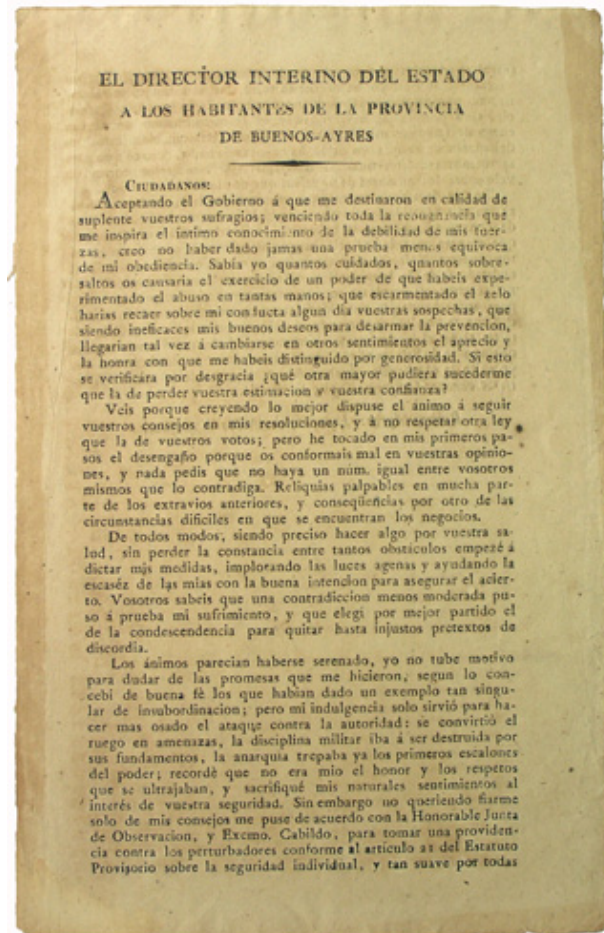 EL DIRECTOR INTERINO DEL ESTADO
A LOS HABITANTES DE LA PROVINCIA
DE BUENOS-AYRES
CIUDADANOS:
Aceptando el Gobierno á que me destinaron en calidad de
suplente vuestros sufragios; venciendo toda la repugnancia que
me inspira el intimo conocimiento de la debilidad de mis fuer-
zas, creo no haber dado jamas una prueba menos equivoca
de mi obediencia. Sabia yo quantos cuidados, quantos sobre-
saltos os causaria el exercicio de un poder de que habeis expe-
rimentado el abuso en tantas manos; que escarmentado el zelo
harias recaer sobre mi conducta algun dia vuestras sospechas, que
siendo ineficaces mis buenos deseos para desarmar la prevencion,
llegarian tal vez á cambiarse en otros sentimientos el aprecio y
la honra con que me habeis distinguido por generosidad. Si esto
se verificára por desgracia ¿qué otra mayor pudiera sucederme
que la de perder vuestra estimacion y vuestra confianza?
Veis porque creyendo lo mejor dispuse el animo á seguir
vuestros consejos en mis resoluciones, y á no respetar otra ley
que la de vuestros votos; pero he tocado en mis primeros pa-
sos el desengaño porque os conformais mal en vuestras opinio-
nes, y nada pedis que no haya un núm. igual entre vosotros
mismos que lo contradiga. Reliquias palpables en mucha par-
te de los extravios anteriores, y conseqüencias por otro de las
circunstancias dificiles en que se encuentran los negocios.
De todos modos, siendo preciso hacer algo por vuestra sa-
lud, sin perder la constancia entre tantos obstáculos empezé á
dictar mis medidas, implorando las luces agenas y ayudando la
escaséz de las mias con la buena intencion para asegurar el acier-
to. Vosotros sabeis que una contradiccion menos moderada pu-
so á prueba mi sufrimiento, y que elegi por mejor partido el
de la condescendencia para quitar hasta injustos pretextos de
discordia.
Los ánimos parecian haberse serenado, yo no tube motivo
para dudar de las promesas que me hicieron, segun lo con-
cebi de buena fè los que habian dado un exemplo tan singu-
lar de insubordinacion; pero mi indulgencia solo sirvió para ha-
cer mas osado el ataque contra la autoridad: se convirtió el
ruego en amenazas, la disciplina militar iba á ser destruida por
sus fundamentos, la anarquia trepaba ya los primeros escalones
del poder; recordè que no era mio el honor y los respetos
que se ultrajaban, y sacrifiqué mis naturales sentimientos al
interés de vuestra seguridad. Sin embargo no queriendo fiarme
solo de mis consejos me puse de acuerdo con la Honorable Junta
de Observacion, y Excmo. Cabildo, para tomar una providen-
cia contra los perturbadores conforme al articulo 21 del Estatuto
Provisorio sobre la seguridad individual, y tan suave por todas